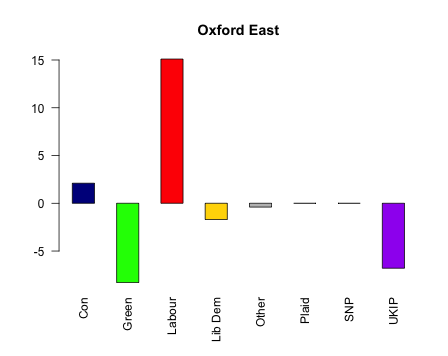 Oxford East
15
10
5
0
-5
Con
Green
Labour
Lib Dem
Other
Plaid
SNP
UKIP